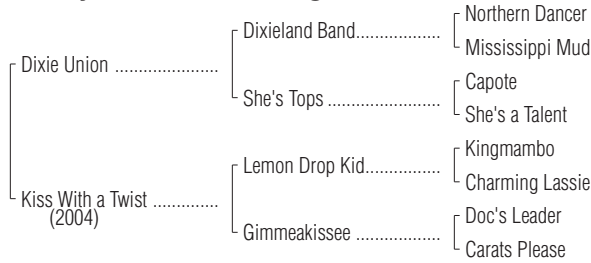 Northern Dancer
Dixieland Band..................
Mississippi Mud
Dixie Union ......................
Capote
She's Tops ........................
She's a Talent
Kingmambo
Lemon Drop Kid................
Charming Lassie
Kiss With a Twist ..............
(2004)
Doc's Leader
Gimmeakissee ...................
Carats Please